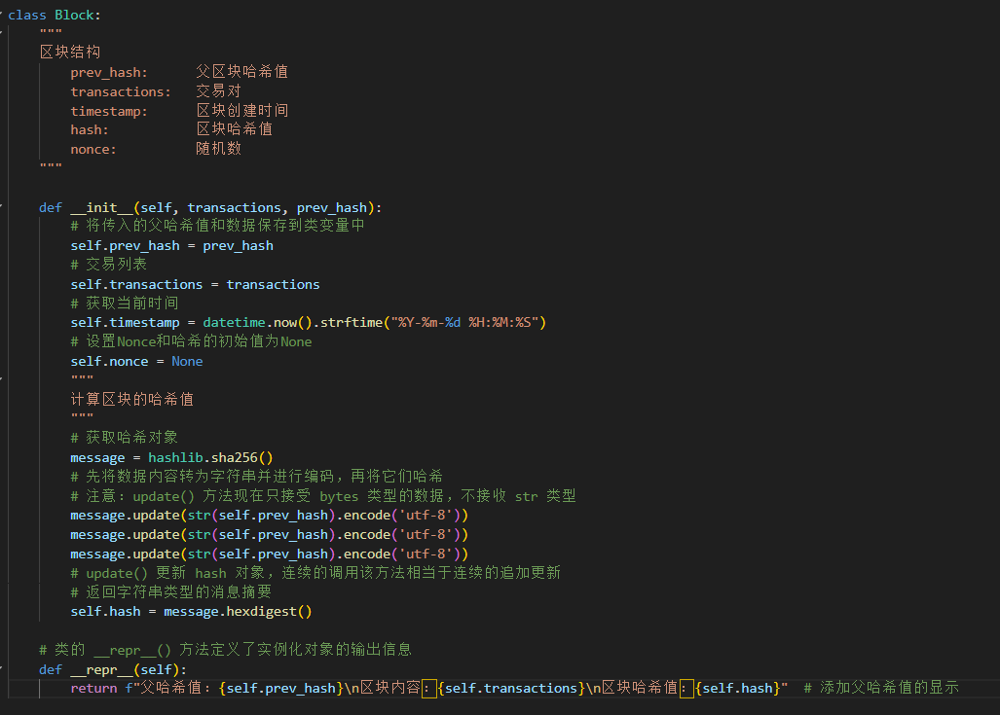 class Block:
    """
    区块结构
        prev_hash:      父区块哈希值
        transactions:   交易对
        timestamp:      区块创建时间
        hash:           区块哈希值
        nonce:          随机数
    """
    def __init__(self, transactions, prev_hash):
        # 将传入的父哈希值和数据保存到类变量中
        self.prev_hash = prev_hash
        # 交易列表
        self.transactions = transactions
        # 获取当前时间
        self.timestamp = datetime.now().strftime("%Y-%m-%d %H:%M:%S")
        # 设置Nonce和哈希的初始值为None
        self.nonce = None
        """
        计算区块的哈希值
        """
        # 获取哈希对象
        message = hashlib.sha256()
        # 先将数据内容转为字符串并进行编码，再将它们哈希
        # 注意：update() 方法现在只接受 bytes 类型的数据，不接收 str 类型
        message.update(str(self.prev_hash).encode('utf-8'))
        message.update(str(self.prev_hash).encode('utf-8'))
        message.update(str(self.prev_hash).encode('utf-8'))
        # update() 更新 hash 对象，连续的调用该方法相当于连续的追加更新
        # 返回字符串类型的消息摘要
        self.hash = message.hexdigest()
    # 类的 __repr__() 方法定义了实例化对象的输出信息
    def __repr__(self):
        return f"父哈希值: {self.prev_hash}\n区块内容：{self.transactions}\n区块哈希值：{self.hash}"  # 添加父哈希值的显示